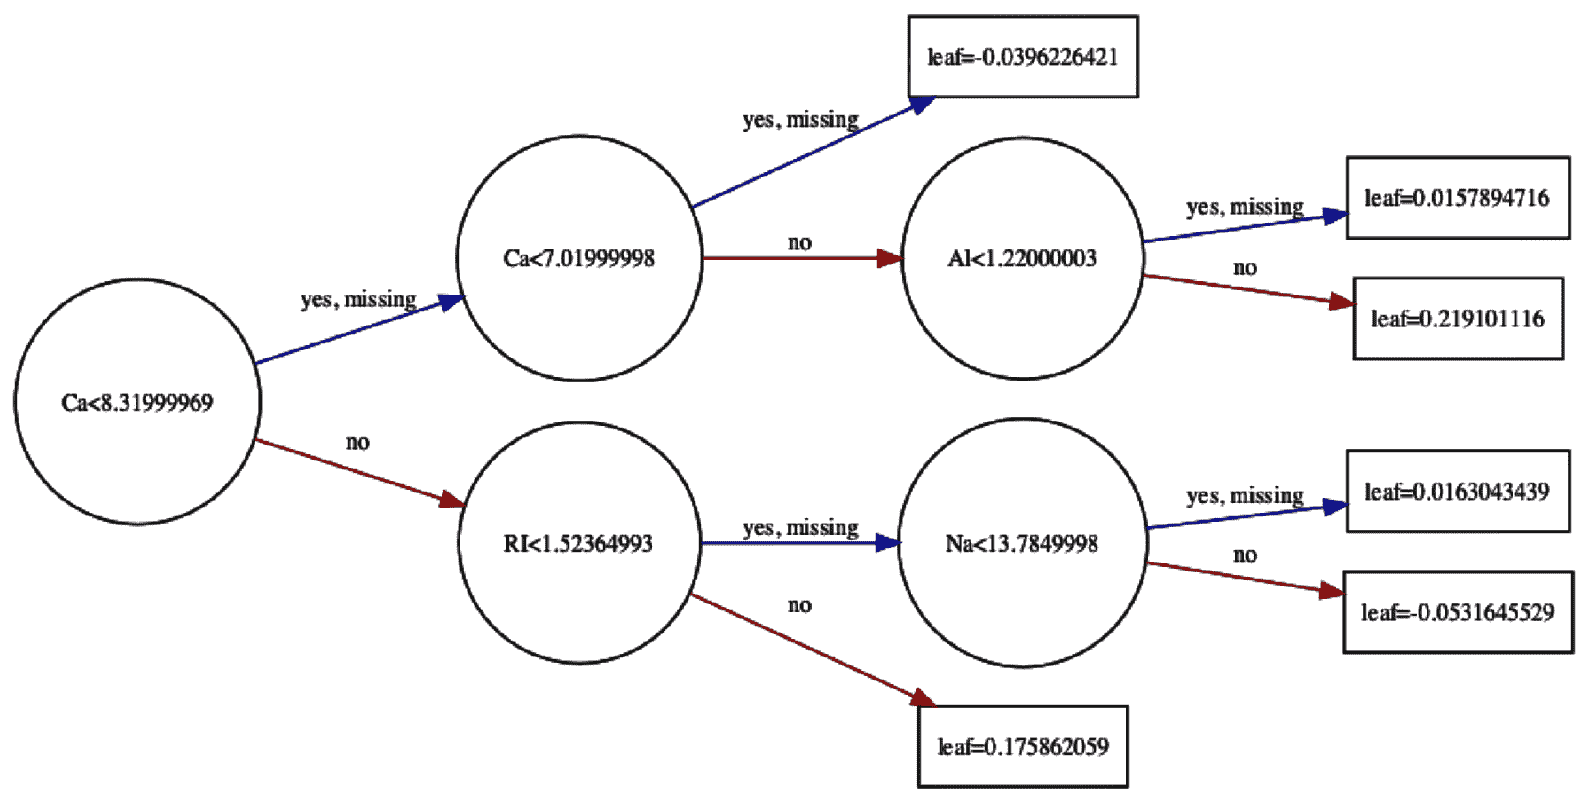 leaf=-0.0396226421
yes, missing
yes, missing
leaf=0.0157894716
Ca<7.01999998
no
Al<1.22000003
no
leaf=0.219101116
yes, missing
Ca<8.31999969
no
yes, missing
leaf=0.0163043439
RI<1.52364993
yes, missing
Na<13.7849998
no
leaf=-0.0531645529
no
leaf=0.175862059